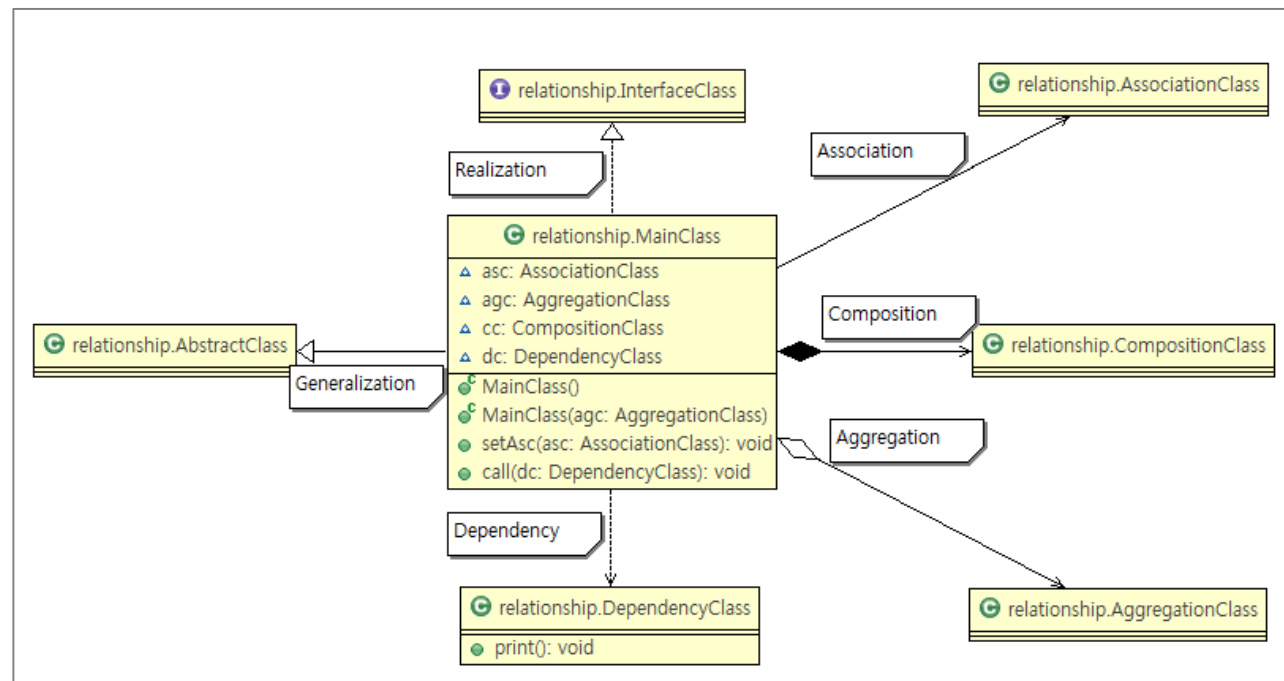 I relationship.InterfaceClass
C relationship.AssociationClass
Association
Realization
C relationship.MainClass
asc: AssociationClass
agc: AggregationClass
cc: CompositionClass
dc: DependencyClass
C MainClass()
C MainClass(agc: AggregationClass)
setAsc(asc: AssociationClass): void
call(dc: DependencyClass): void
Composition
C relationship.CompositionClass
C relationship.AbstractClass
Generalization
Aggregation
Dependency
C relationship.DependencyClass
print(): void
C relationship.AggregationClass